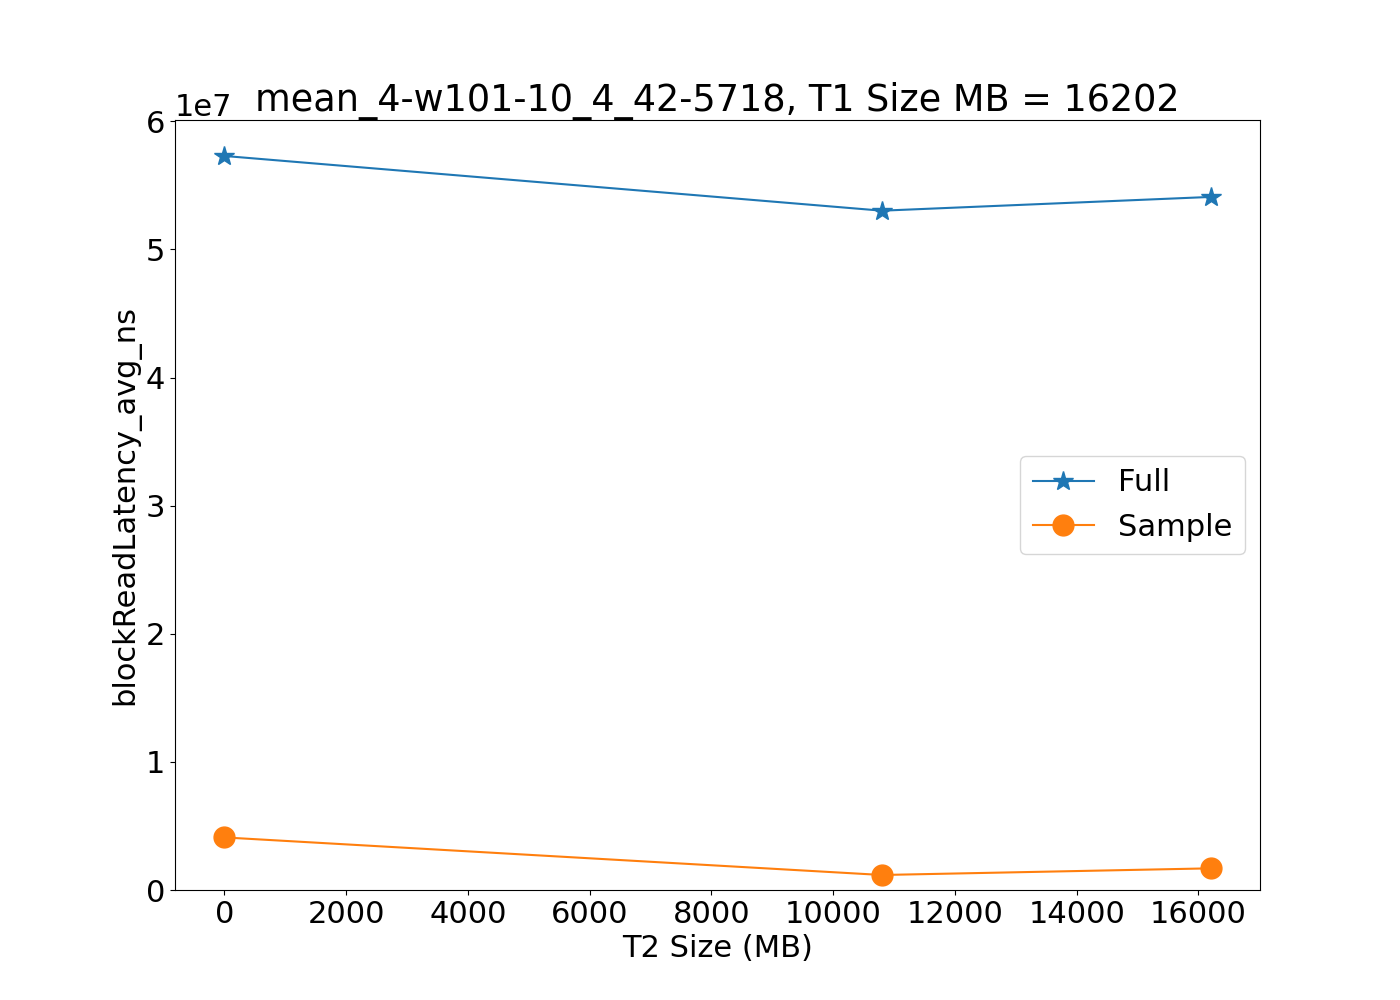 1e7
mean_4-w101-10_4_42-5718, T1 Size MB = 16202
6
5
4
3
2
1
0
blockReadLatency_avg_ns
Full
Sample
0 2000 4000 6000 8000 10000 12000 14000 16000
T2 Size (MB)